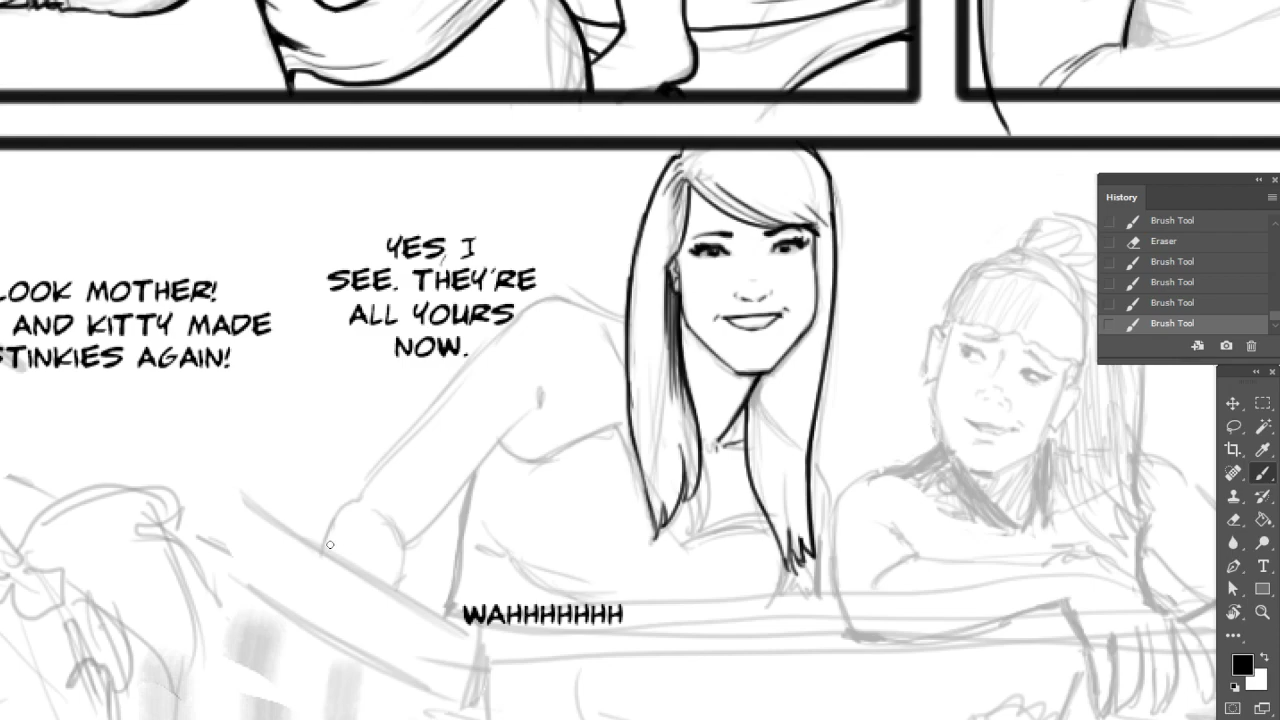 LOOK MOTHER!
AND KITTY MADE
STINKIES AGAIN!
YES, I
SEE. THEY'RE
ALL YOURS
NOW.
WAHHHHHHH
History
Brush Tool
Eraser
Brush Tool
Brush Tool
Brush Tool
Brush Tool